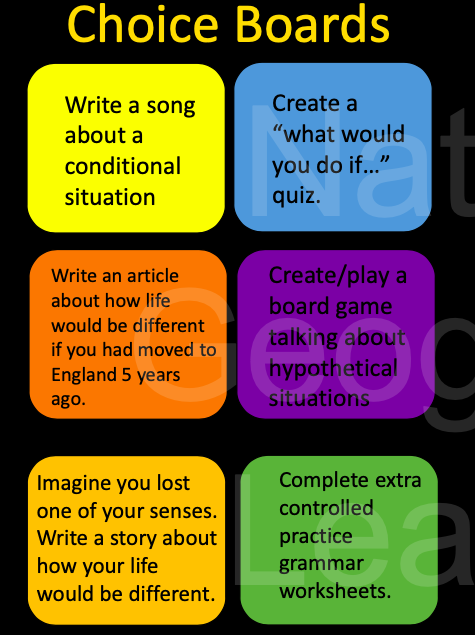 Choice Boards
Write a song
about a
conditional
situation
Create a
“what would
you do if...”
quiz.
Write an article
about how life
would be different
if you had moved to
England 5 years
ago.
Create/play a
board game
talking about
hypothetical
situations
Imagine you lost
one of your senses.
Write a story about
how your life
would be different.
Complete extra
controlled
practice
grammar
worksheets.
Nat
Geog
Lea